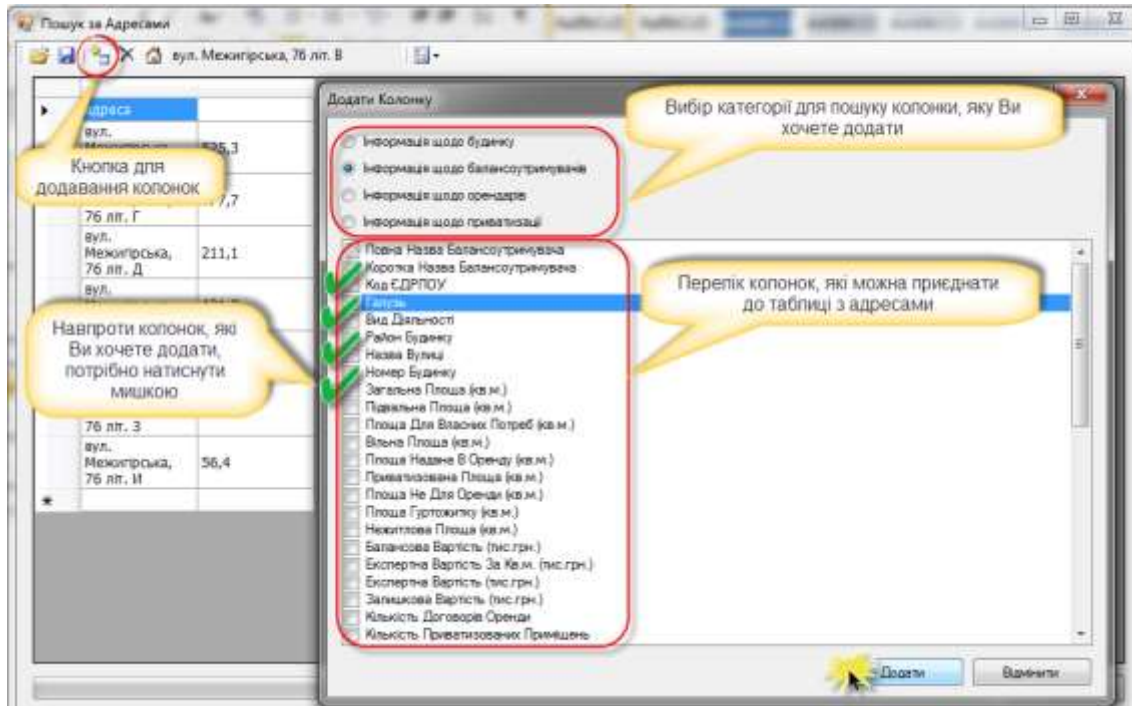 Пошук за Адресами
вул. Межигірська, 76 літ. В
Адреса
вул.
76 літ. Г
7,7
вул.
Межигірська,
76 літ. Д
211,1
вул.
76 літ. З
вул.
Межигірська,
76 літ. И
56,4
Кнопка для
додавання колонок
Навпроти колонок, які
Ви хочете додати,
потрібно натиснути
мишкою
Додати Колонку
Вибір категорії для пошуку колонки, яку Ви
хочете додати
Інформація щодо будинку
Інформація щодо балансоутримувачів
Інформація щодо орендарів
Інформація щодо приватизації
Перелік колонок, які можна приєднати
до таблиці з адресами
Повна Назва Балансоутримувача
Коротка Назва Балансоутримувача
Код ЄДРПОУ
Галузь
Вид Діяльності
Район Будинку
Назва Вулиці
Номер Будинку
Загальна Площа (кв.м.)
Підвальна Площа (кв.м.)
Площа Для Власних Потреб (кв.м.)
Вільна Площа (кв.м.)
Площа Надана В Оренду (кв.м.)
Приватизована Площа (кв.м.)
Площа Не Для Оренди (кв.м.)
Площа Гуртожитку (кв.м.)
Нежитлова Площа (кв.м.)
Балансова Вартість (тис.грн.)
Експертна Вартість За Кв.м. (тис.грн.)
Експертна Вартість (тис.грн.)
Залишкова Вартість (тис.грн.)
Кількість Договорів Оренди
Кількість Приватизованих Приміщень
Додати
Відмінити